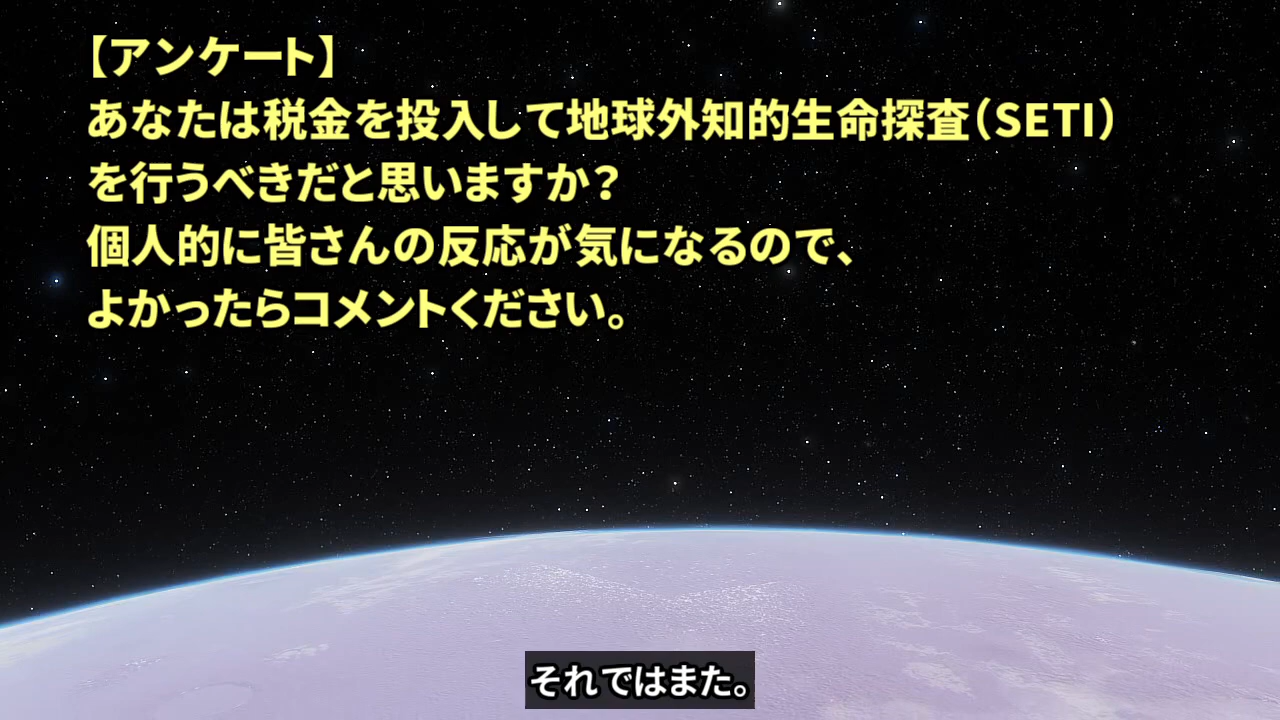 【アンケート】
あなたは税金を投入して地球外知的生命探査（SETI）
を行うべきだと思いますか？
個人的に皆さんの反応が気になるので、
よかったらコメントください。
それではまた。